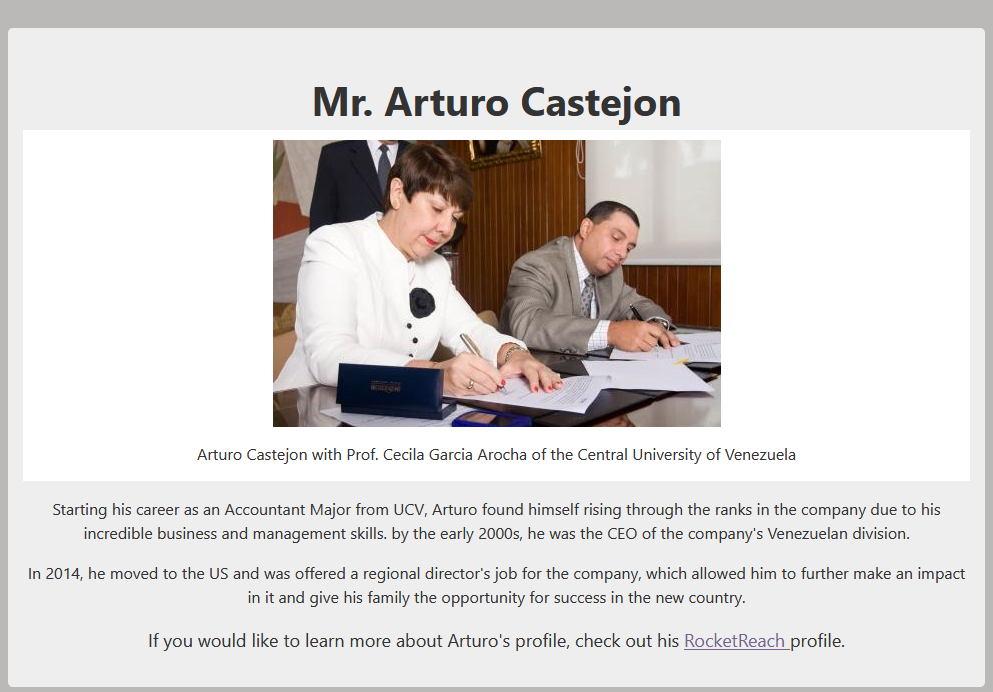 Mr. Arturo Castejon
Arturo Castejon with Prof. Cecila Garcia Arocha of the Central University of Venezuela
Starting his career as an Accountant Major from UCV, Arturo found himself rising through the ranks in the company due to his
incredible business and management skills. by the early 2000s, he was the CEO of the company's Venezuelan division.
In 2014, he moved to the US and was offered a regional director's job for the company, which allowed him to further make an impact
in it and give his family the opportunity for success in the new country.
If you would like to learn more about Arturo's profile, check out his RocketReach profile.